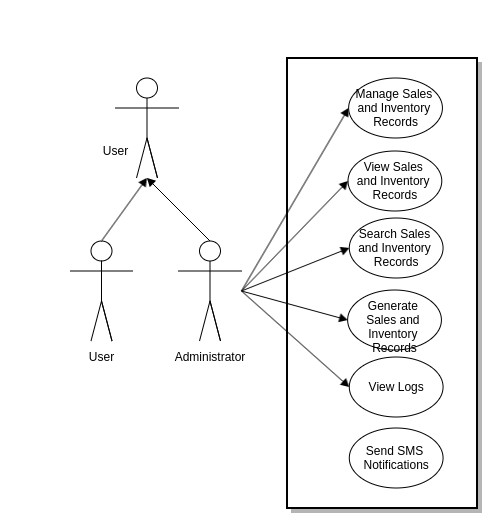 User
User
Administrator
Manage Sales
and Inventory
Records
View Sales
and Inventory
Records
Search Sales
and Inventory
Records
Generate
Sales and
Inventory
Records
View Logs
Send SMS
Notifications